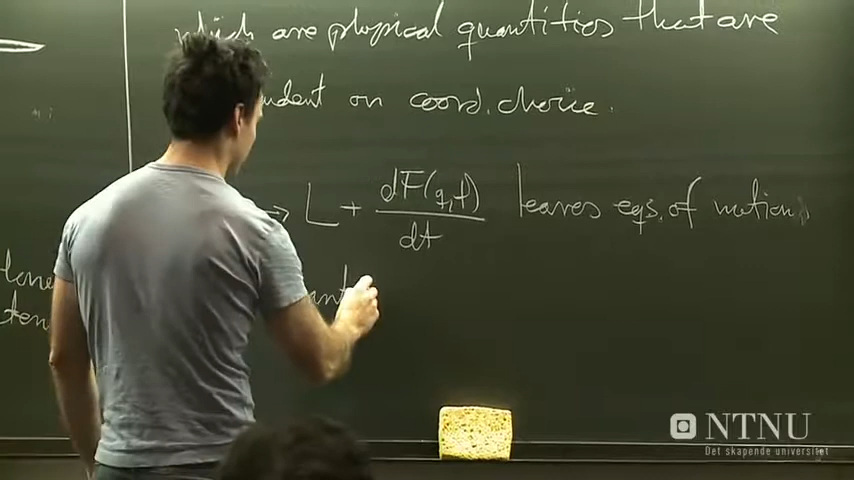 which are physical quantities that are
on coord. choice.
→ L + dF(q,t)/dt leaves eqs. of motion
NTNU
Det skapende universitet